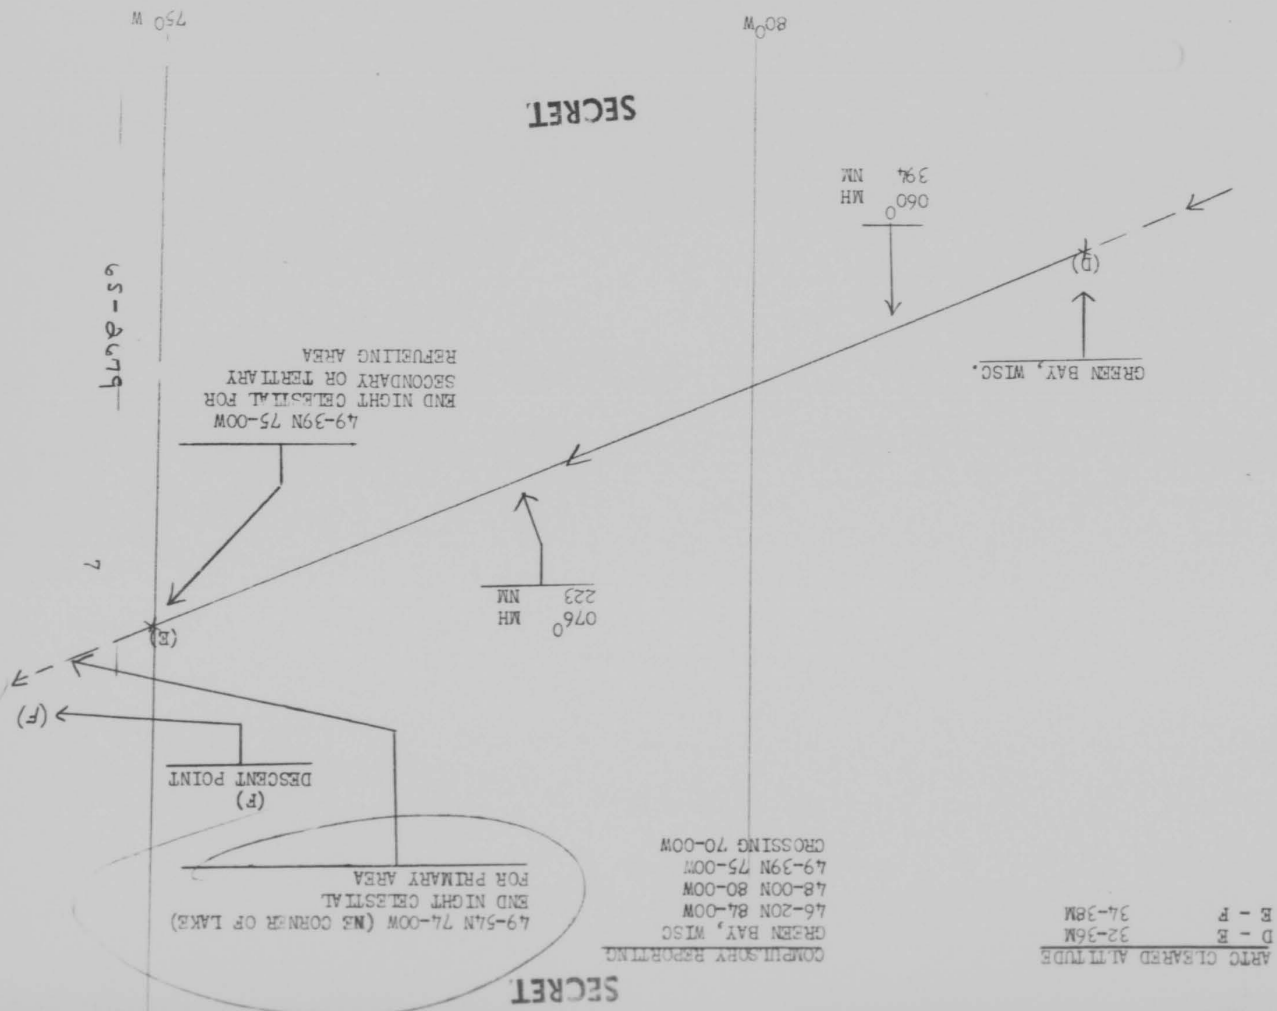 SECRET
ARTC CLEARED ALTITUDE
D - E 32-36M
E - F 34-38M
COMPULSORY REPORTING
GREEN BAY, WISC
46-20N 84-00W
48-00N 80-00W
49-39N 75-00W
CROSSING 70-00W
49-54N 74-00W (NE CORNER OF LAKE)
END NIGHT CELESTIAL
FOR PRIMARY AREA
(F)
DESCENT POINT
(F)
(E)
076° MH
223 NM
7
49-39N 75-00W
END NIGHT CELESTIAL FOR
SECONDARY OR TERTIARY
REFUELING AREA
GREEN BAY, WISC.
(D)
060° MH
394 NM
65-2679
SECRET
80°W
75° W